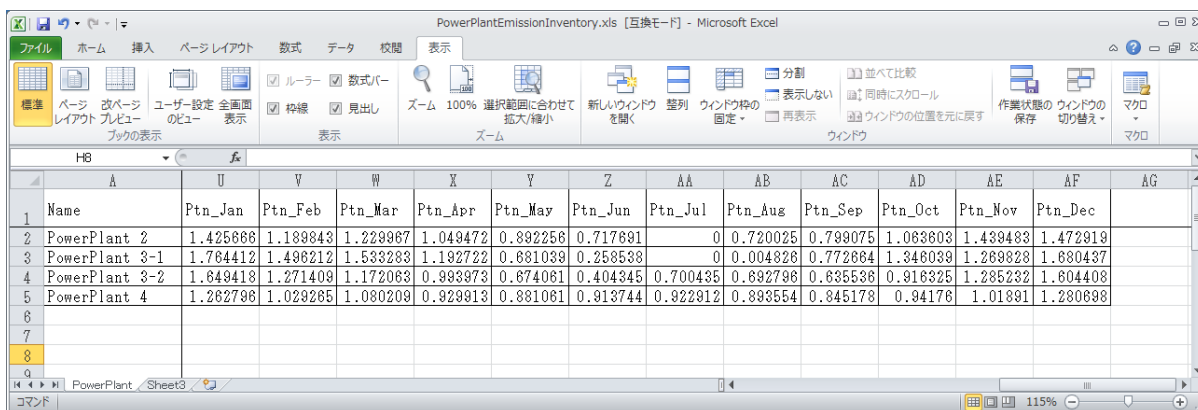 PowerPlantEmissionInventory.xls [互換モード] - Microsoft Excel
ファイル ホーム 挿入 ページ レイアウト 数式 データ 校閲 表示
標準 ページ レイアウト 改ページ プレビュー ユーザー設定のビュー 全画面表示
ルーラー 数式バー
枠線 見出し
ズーム 100% 選択範囲に合わせて拡大/縮小
新しいウィンドウを開く 整列 ウィンドウ枠の固定
分割 表示しない 再表示
並べて比較 同時にスクロール ウィンドウの位置を元に戻す
作業状態の保存 ウィンドウの切り替え マクロ
ブックの表示 表示 ズーム ウィンドウ マクロ
H8 fx
A U V W X Y Z AA AB AC AD AE AF AG
1 Name Ptn_Jan Ptn_Feb Ptn_Mar Ptn_Apr Ptn_May Ptn_Jun Ptn_Jul Ptn_Aug Ptn_Sep Ptn_Oct Ptn_Nov Ptn_Dec
2 PowerPlant 2 1.425666 1.189843 1.229967 1.049472 0.892256 0.717691 0 0.720025 0.799075 1.063603 1.439483 1.472919
3 PowerPlant 3-1 1.764412 1.496212 1.533283 1.192722 0.681039 0.258538 0 0.004826 0.772664 1.346039 1.269828 1.680437
4 PowerPlant 3-2 1.649418 1.271409 1.172063 0.993973 0.674061 0.404345 0.700435 0.692796 0.635536 0.916325 1.285232 1.604408
5 PowerPlant 4 1.262796 1.029265 1.080209 0.929913 0.881061 0.913744 0.922912 0.893554 0.845178 0.94176 1.01891 1.280698
6
7
8
9
PowerPlant Sheet3
コマンド 115%